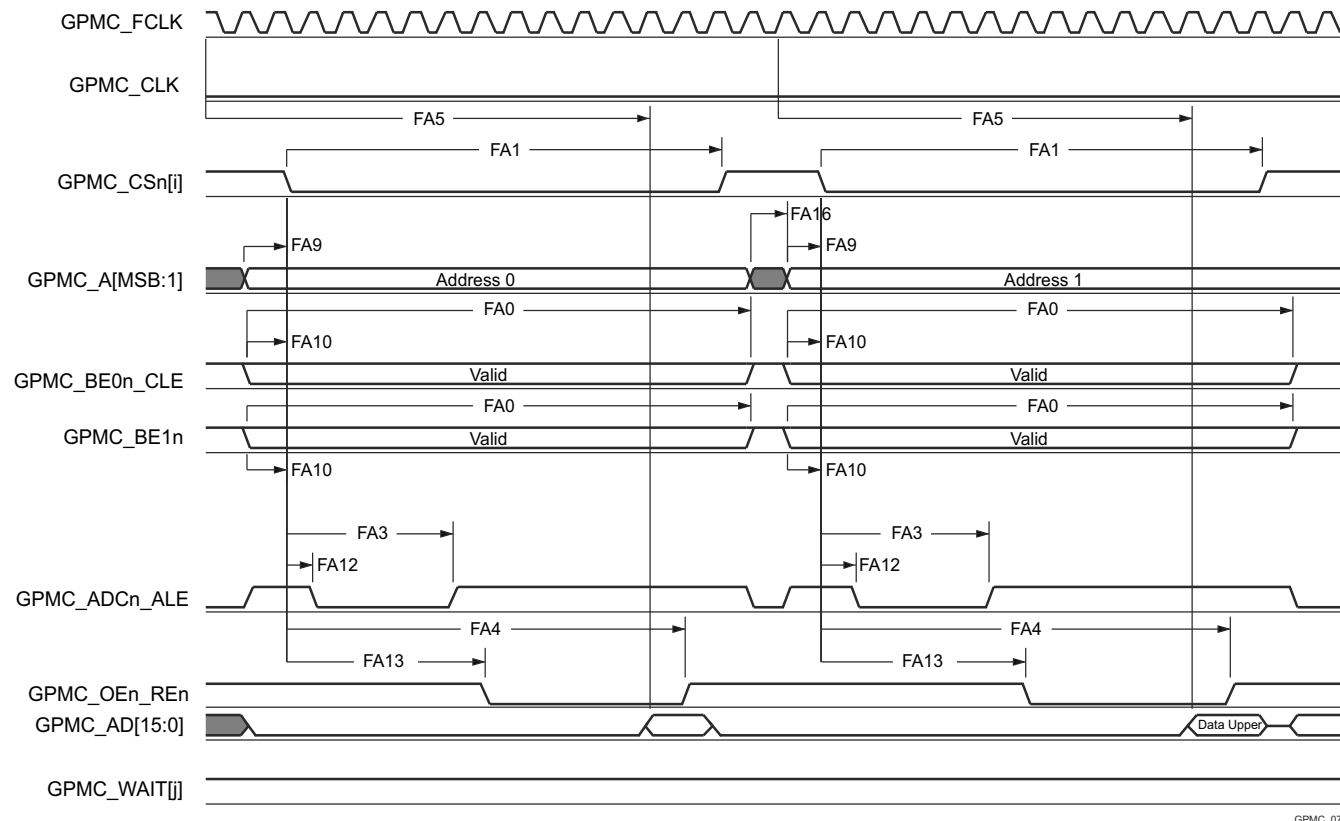 GPMC_FCLK
GPMC_CLK
FA5 FA5
FA1 FA1
GPMC_CSn[i]
FA16
FA9 FA9
GPMC_A[MSB:1] Address 0 Address 1
FA0 FA0
FA10 FA10
GPMC_BE0n_CLE Valid Valid
FA0 FA0
GPMC_BE1n Valid Valid
FA10 FA10
FA3 FA3
FA12 FA12
GPMC_ADCn_ALE
FA4 FA4
FA13 FA13
GPMC_OEn_REn
GPMC_AD[15:0] Data Upper
GPMC_WAIT[j]
GPMC_07